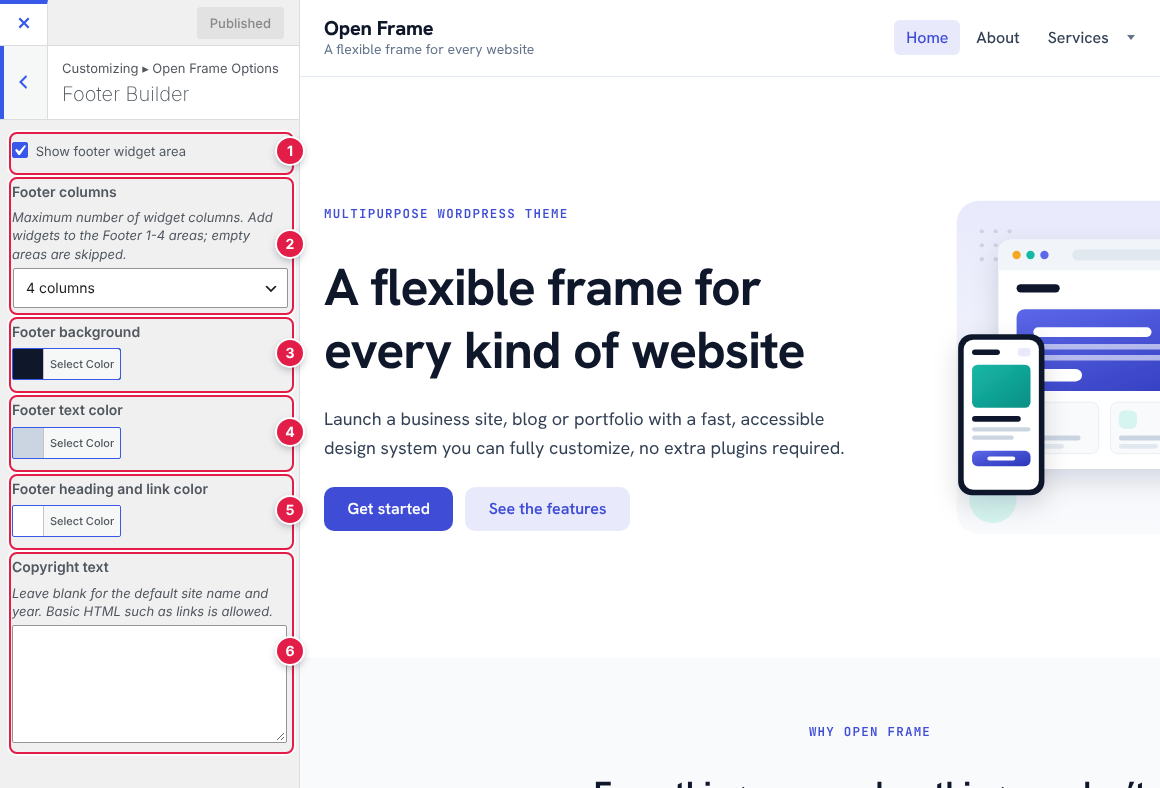 Published
Customizing ▸ Open Frame Options
Footer Builder
Show footer widget area
1
Footer columns
Maximum number of widget columns. Add
widgets to the Footer 1-4 areas; empty
areas are skipped.
2
4 columns
Footer background
Select Color
3
Footer text color
Select Color
4
Footer heading and link color
Select Color
5
Copyright text
Leave blank for the default site name and
year. Basic HTML such as links is allowed.
6
Open Frame
A flexible frame for every website
Home About Services
MULTIPURPOSE WORDPRESS THEME
A flexible frame for
every kind of website
Launch a business site, blog or portfolio with a fast, accessible
design system you can fully customize, no extra plugins required.
Get started See the features
WHY OPEN FRAME